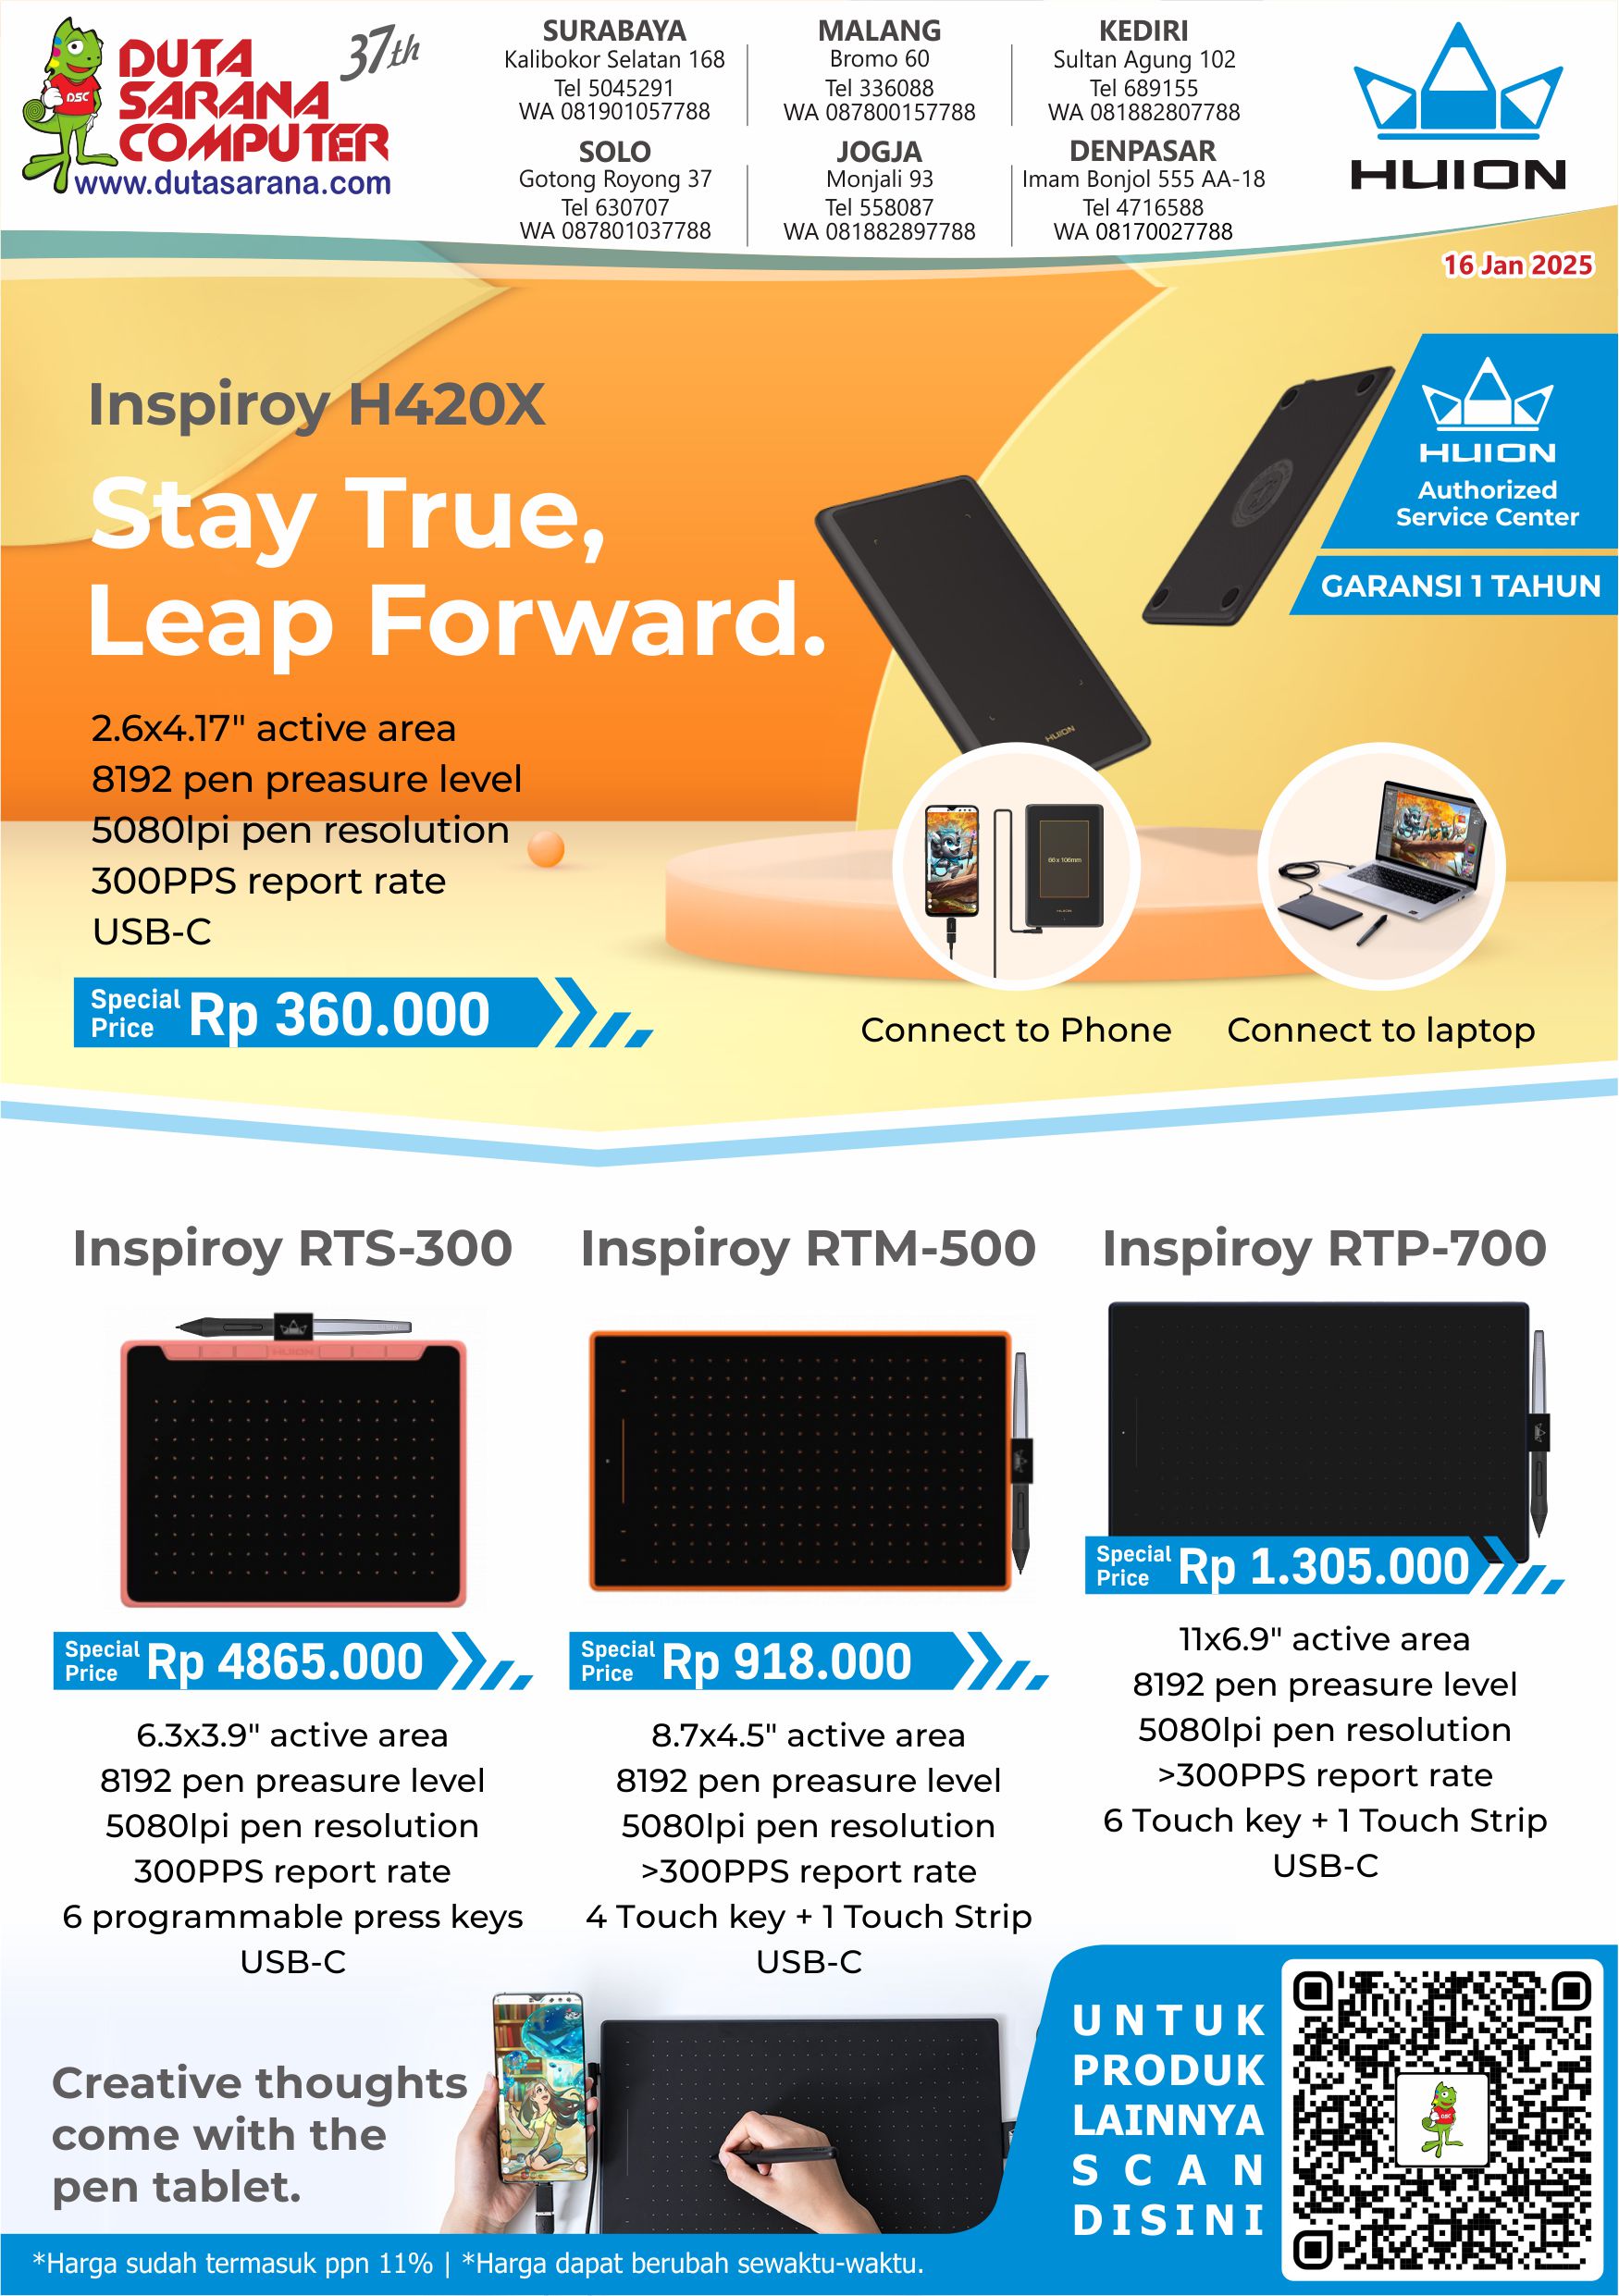 DUTA
SARANA
COMPUTER
37th
DSC
www.dutasarana.com
SURABAYA
Kalibokor Selatan 168
Tel 5045291
WA 081901057788
MALANG
Bromo 60
Tel 336088
WA 087800157788
KEDIRI
Sultan Agung 102
Tel 689155
WA 081882807788
SOLO
Gotong Royong 37
Tel 630707
WA 087801037788
JOGJA
Monjali 93
Tel 558087
WA 081882897788
DENPASAR
Imam Bonjol 555 AA-18
Tel 4716588
WA 08170027788
HUION
16 Jan 2025
HUION
Authorized
Service Center
GARANSI 1 TAHUN
Inspiroy H420X
Stay True,
Leap Forward.
2.6x4.17" active area
8192 pen preasure level
5080lpi pen resolution
300PPS report rate
USB-C
Special
Price
Rp 360.000
HUION
66 x 106mm
Connect to Phone
Connect to laptop
Inspiroy RTS-300
HUION
Special
Price
Rp 4865.000
6.3x3.9" active area
8192 pen preasure level
5080lpi pen resolution
300PPS report rate
6 programmable press keys
USB-C
Inspiroy RTM-500
Special
Price
Rp 918.000
8.7x4.5" active area
8192 pen preasure level
5080lpi pen resolution
>300PPS report rate
4 Touch key + 1 Touch Strip
USB-C
Inspiroy RTP-700
Special
Price
Rp 1.305.000
11x6.9" active area
8192 pen preasure level
5080lpi pen resolution
>300PPS report rate
6 Touch key + 1 Touch Strip
USB-C
Creative thoughts
come with the
pen tablet.
UNTUK
PRODUK
LAINNYA
SCAN
DISINI
DSC
*Harga sudah termasuk ppn 11% | *Harga dapat berubah sewaktu-waktu.